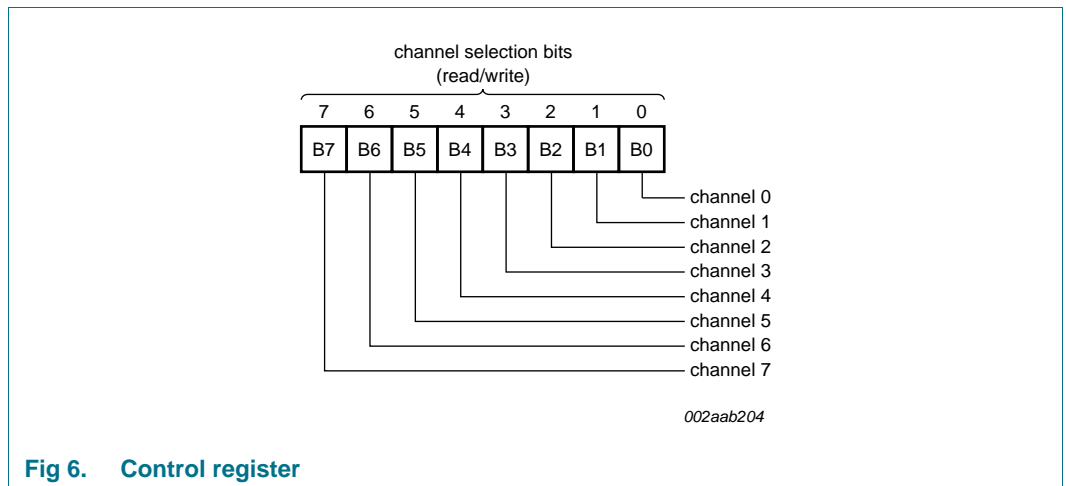 channel selection bits
(read/write)
7 6 5 4 3 2 1 0
B7 B6 B5 B4 B3 B2 B1 B0
channel 0
channel 1
channel 2
channel 3
channel 4
channel 5
channel 6
channel 7
002aab204
Fig 6. Control register